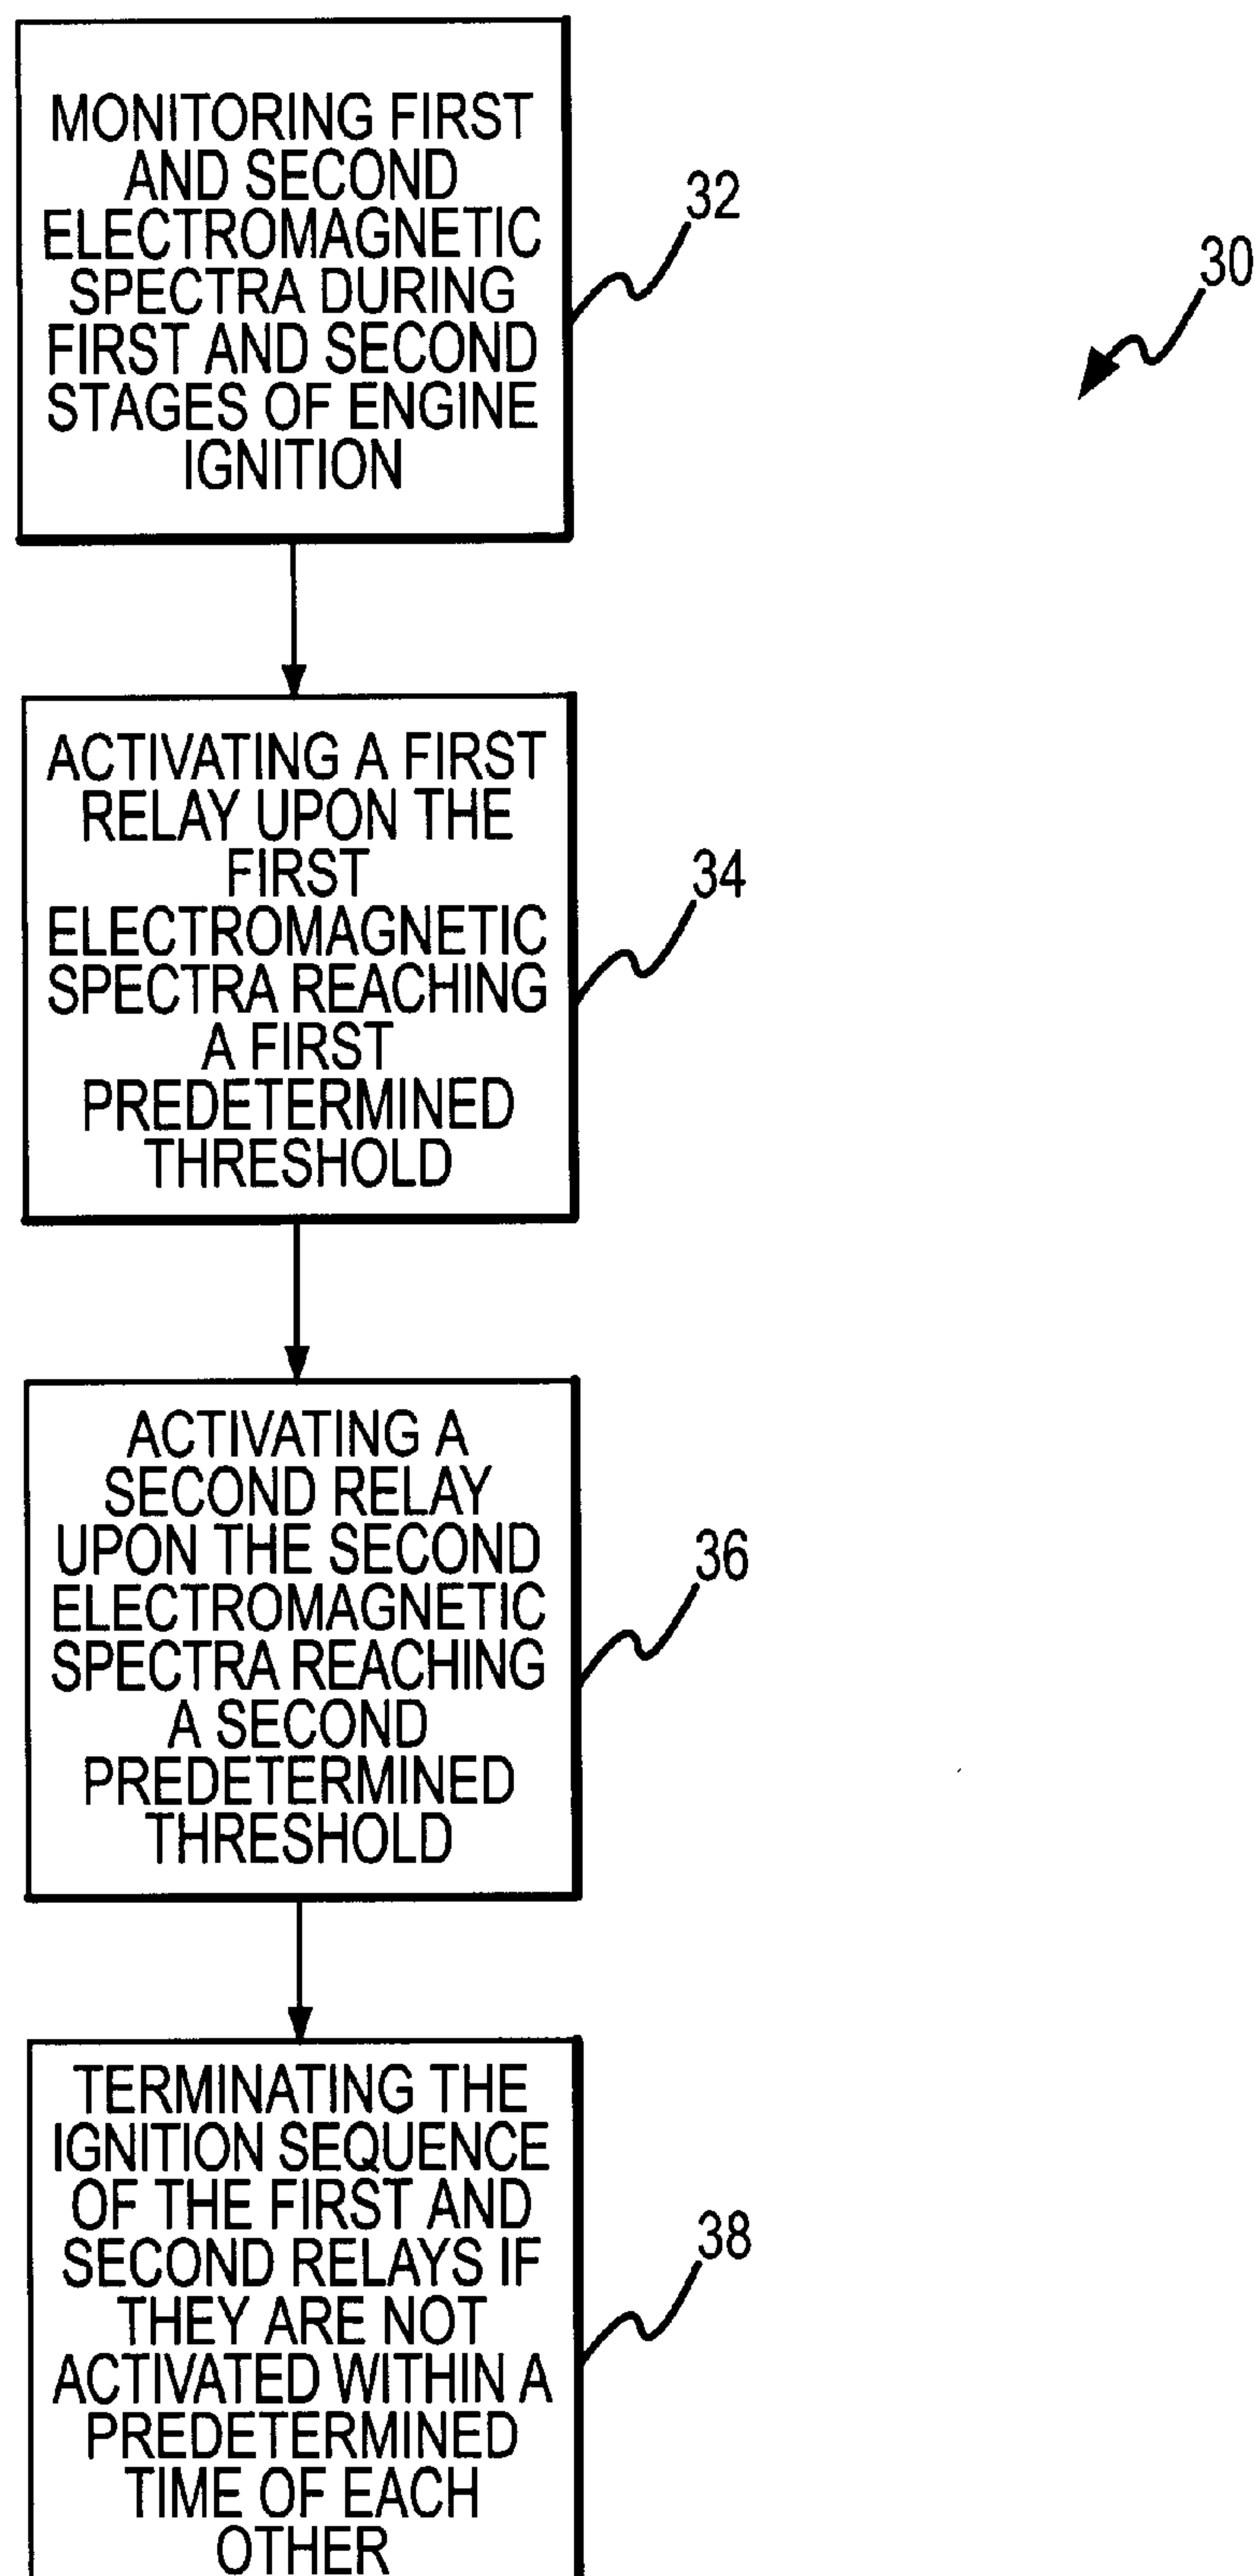 MONITORING FIRST
AND SECOND
ELECTROMAGNETIC
SPECTRA DURING
FIRST AND SECOND
STAGES OF ENGINE
IGNITION
32
30
ACTIVATING A FIRST
RELAY UPON THE
FIRST
ELECTROMAGNETIC
SPECTRA REACHING
A FIRST
PREDETERMINED
THRESHOLD
34
ACTIVATING A
SECOND RELAY
UPON THE SECOND
ELECTROMAGNETIC
SPECTRA REACHING
A SECOND
PREDETERMINED
THRESHOLD
36
TERMINATING THE
IGNITION SEQUENCE
OF THE FIRST AND
SECOND RELAYS IF
THEY ARE NOT
ACTIVATED WITHIN A
PREDETERMINED
TIME OF EACH
OTHER
38